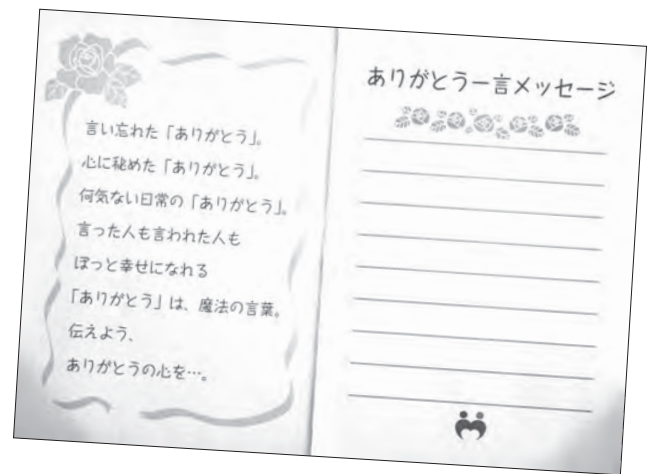 言い忘れた「ありがとう」。
心に秘めた「ありがとう」。
何気ない日常の「ありがとう」。
言った人も言われた人も
ぽっと幸せになれる
「ありがとう」は、魔法の言葉。
伝えよう、
ありがとうの心を…。
ありがとう一言メッセージ